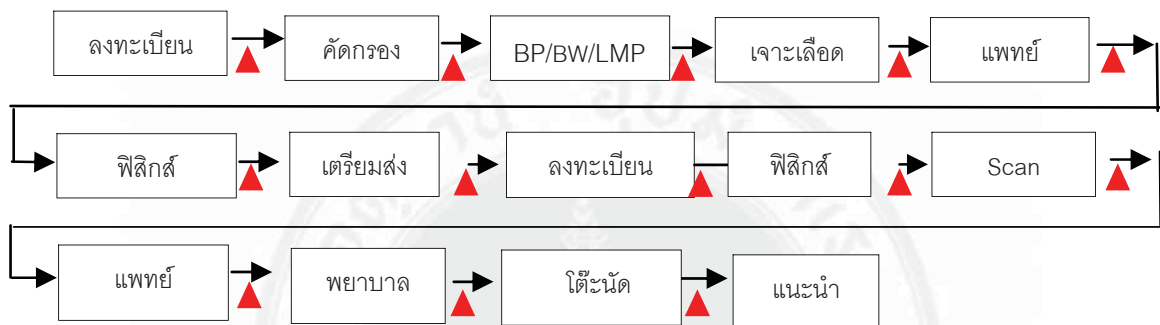 ลงทะเบียน คัดกรอง BP/BW/LMP เจาะเลือด แพทย์
ฟิสิกส์ เตรียมส่ง ลงทะเบียน ฟิสิกส์ Scan
แพทย์ พยาบาล โต๊ะนัด แนะนำ